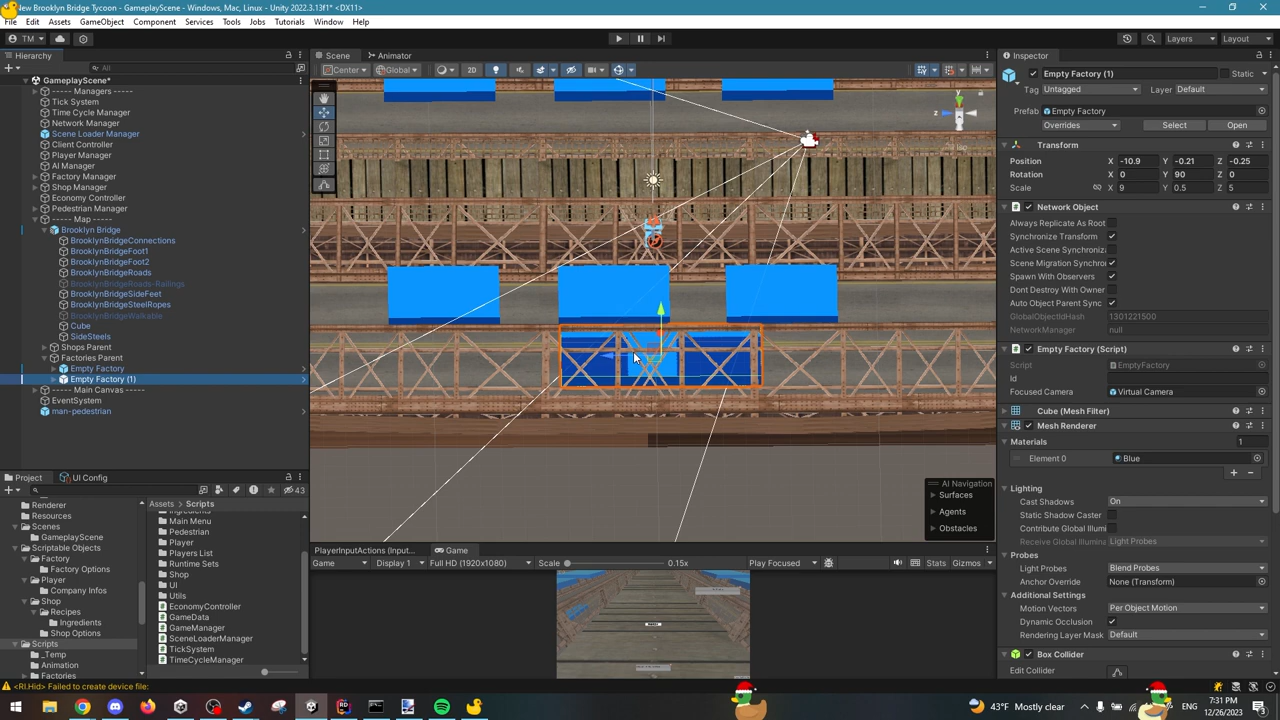 New Brooklyn Bridge Tycoon - GameplayScene - Windows, Mac, Linux - Unity 2022.3.13f1* <DX11>
File Edit Assets GameObject Component Services Tools Jobs Tutorials Window Help
TM
Layers Layout
Hierarchy
All
GameplayScene*
----- Managers -----
Tick System
Time Cycle Manager
Network Manager
Scene Loader Manager
Client Controller
Player Manager
AI Manager
Factory Manager
Shop Manager
Economy Controller
Pedestrian Manager
----- Map -----
Brooklyn Bridge
BrooklynBridgeConnections
BrooklynBridgeFoot1
BrooklynBridgeFoot2
BrooklynBridgeRoads
BrooklynBridgeRoads-Railings
BrooklynBridgeSideFeet
BrooklynBridgeSteelRopes
BrooklynBridgeWalkable
Cube
SideSteels
Shops Parent
Factories Parent
Empty Factory
Empty Factory (1)
----- Main Canvas -----
EventSystem
man-pedestrian
Project UI Config
43
Renderer
Resources
Scenes
GameplayScene
Scriptable Objects
Factory
Factory Options
Player
Company Infos
Shop
Recipes
Ingredients
Shop Options
Scripts
_Temp
Animation
Factories
Assets > Scripts
Ingredients
Main Menu
Pedestrian
Player
Players List
Runtime Sets
Shop
UI
Utils
EconomyController
GameData
GameManager
SceneLoaderManager
TickSystem
TimeCycleManager
Scene Animator
Center Global 2D
y
z
AI Navigation
Surfaces
Agents
Obstacles
PlayerInputActions (Input... Game
Game Display 1 Full HD (1920x1080) Scale 0.15x Play Focused Stats Gizmos
Inspector
Empty Factory (1) Static
Tag Untagged Layer Default
Prefab Empty Factory
Overrides Select Open
Transform
Position X -10.9 Y -0.21 Z -0.25
Rotation X 0 Y 90 Z 0
Scale X 9 Y 0.5 Z 5
Network Object
Always Replicate As Root
Synchronize Transform
Active Scene Synchroniz
Scene Migration Synchro
Spawn With Observers
Dont Destroy With Owner
Auto Object Parent Sync
GlobalObjectIdHash 1301221500
NetworkManager null
Empty Factory (Script)
Script EmptyFactory
Id
Focused Camera Virtual Camera
Cube (Mesh Filter)
Mesh Renderer
Materials 1
Element 0 Blue
Lighting
Cast Shadows On
Static Shadow Caster
Contribute Global Illumi
Receive Global Illumina Light Probes
Probes
Light Probes Blend Probes
Anchor Override None (Transform)
Additional Settings
Motion Vectors Per Object Motion
Dynamic Occlusion
Rendering Layer Mask Default
Box Collider
Edit Collider
<RI.Hid> Failed to create device file:
43°F Mostly clear
7:31 PM
12/26/2023